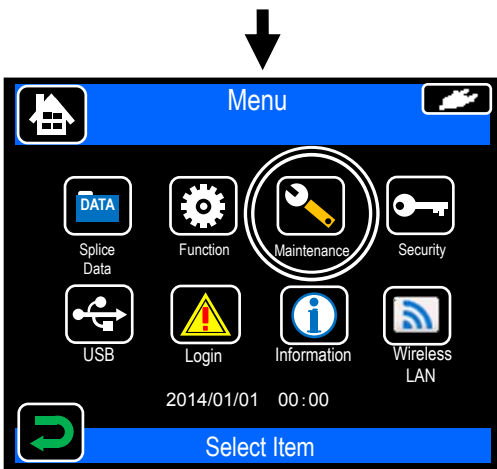 Menu
DATA
Splice
Data
Function
Maintenance
Security
USB
Login
Information
Wireless
LAN
2014/01/01 00:00
Select Item